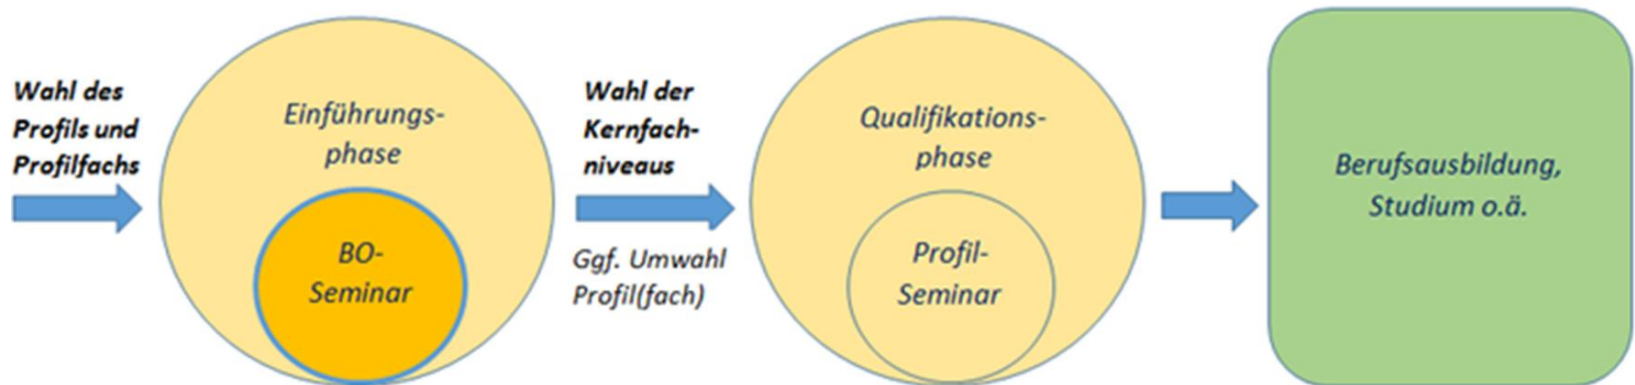 Wahl des
Profils und
Profilfachs
Einführungs-
phase
BO-
Seminar
Wahl der
Kernfach-
niveaus
Ggf. Umwahl
Profil(fach)
Qualifikations-
phase
Profil-
Seminar
Berufsausbildung,
Studium o.ä.